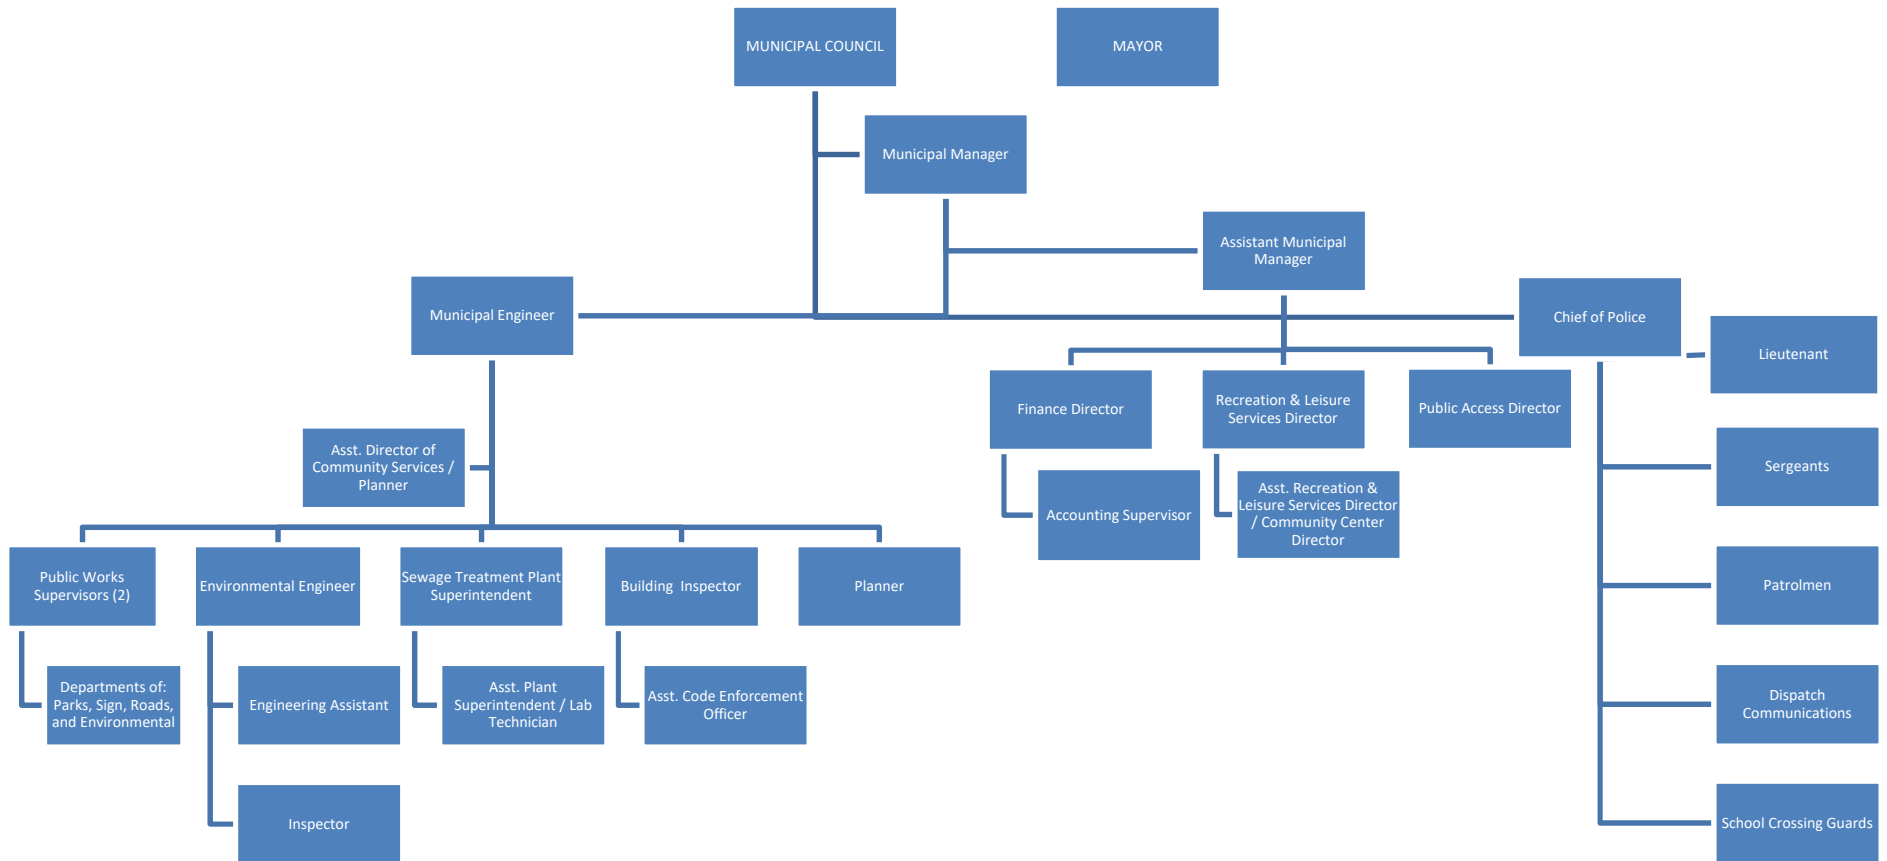 MUNICIPAL COUNCIL
MAYOR
Municipal Manager
Assistant Municipal
Manager
Municipal Engineer
Chief of Police
Lieutenant
Finance Director
Recreation & Leisure
Services Director
Public Access Director
Asst. Director of
Community Services /
Planner
Sergeants
Accounting Supervisor
Asst. Recreation &
Leisure Services Director
/ Community Center
Director
Public Works
Supervisors (2)
Environmental Engineer
Sewage Treatment Plant
Superintendent
Building  Inspector
Planner
Patrolmen
Departments of:
Parks, Sign, Roads,
and Environmental
Engineering Assistant
Asst. Plant
Superintendent / Lab
Technician
Asst. Code Enforcement
Officer
Dispatch
Communications
Inspector
School Crossing Guards